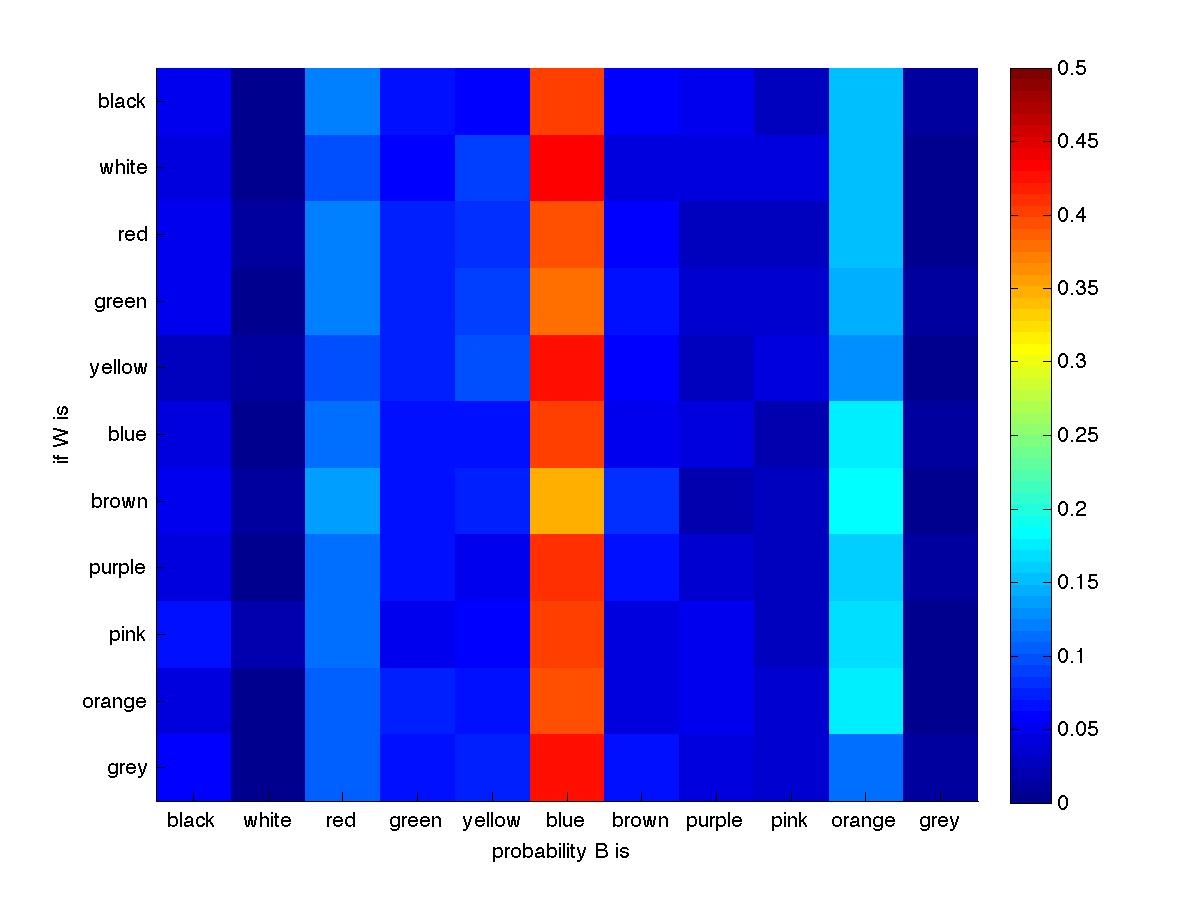 black
white
red
green
yellow
blue
brown
purple
pink
orange
grey
if W is
black white red green yellow blue brown purple pink orange grey
probability B is
0.5
0.45
0.4
0.35
0.3
0.25
0.2
0.15
0.1
0.05
0